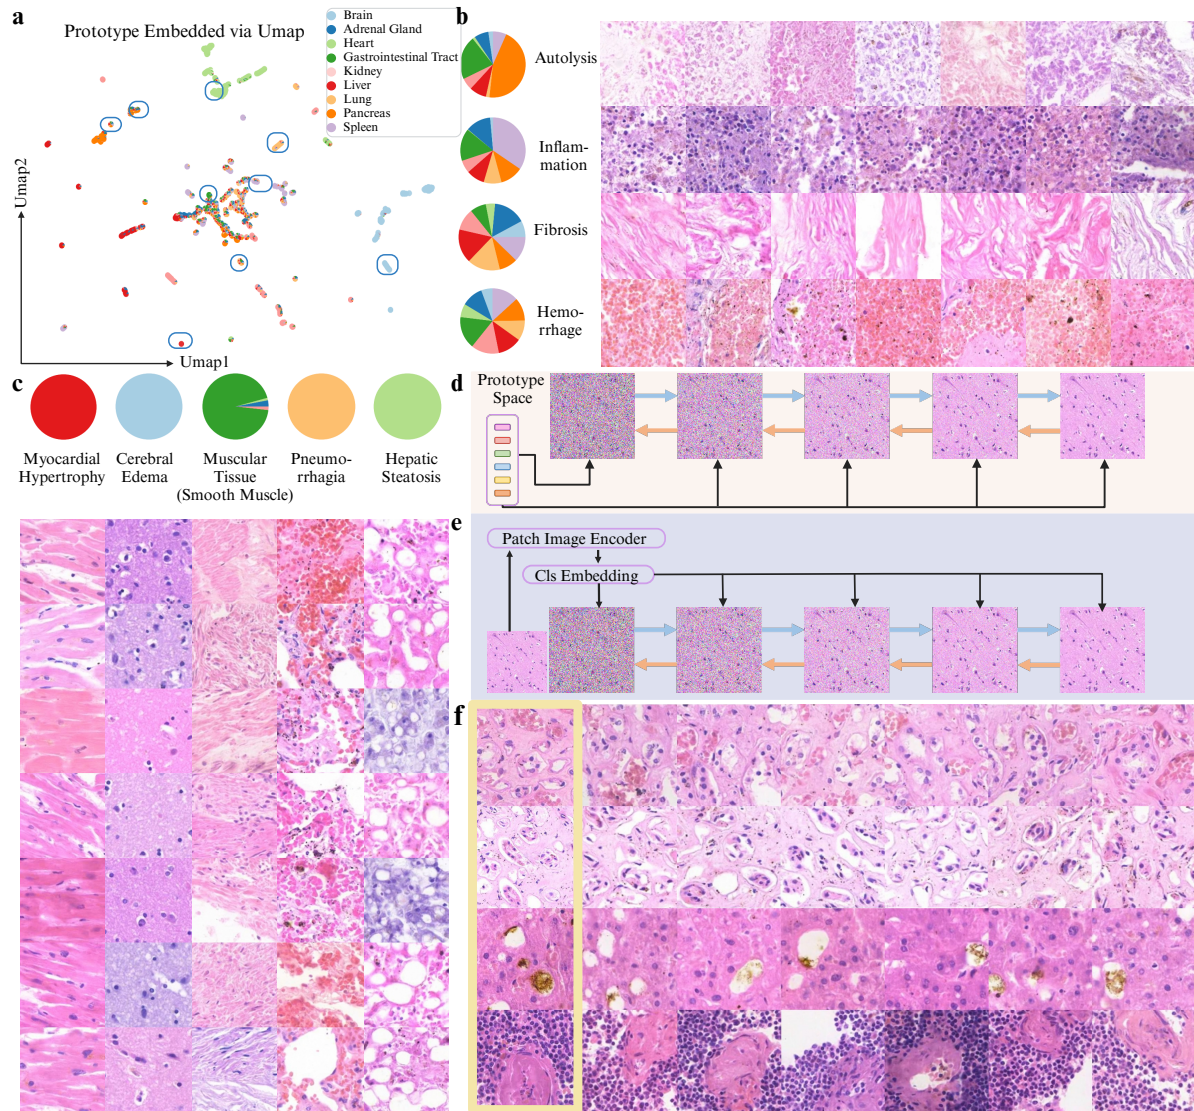 a
Prototype Embedded via Umap
Brain
Adrenal Gland
Heart
Gastrointestinal Tract
Kidney
Liver
Lung
Pancreas
Spleen
Umap2
Umap1
b
Autolysis
Inflam-
mation
Fibrosis
Hemo-
rrhage
c
Myocardial
Hypertrophy
Cerebral
Edema
Muscular
Tissue
(Smooth Muscle)
Pneumo-
rrhagia
Hepatic
Steatosis
d
Prototype
Space
e
Patch Image Encoder
Cls Embedding
f